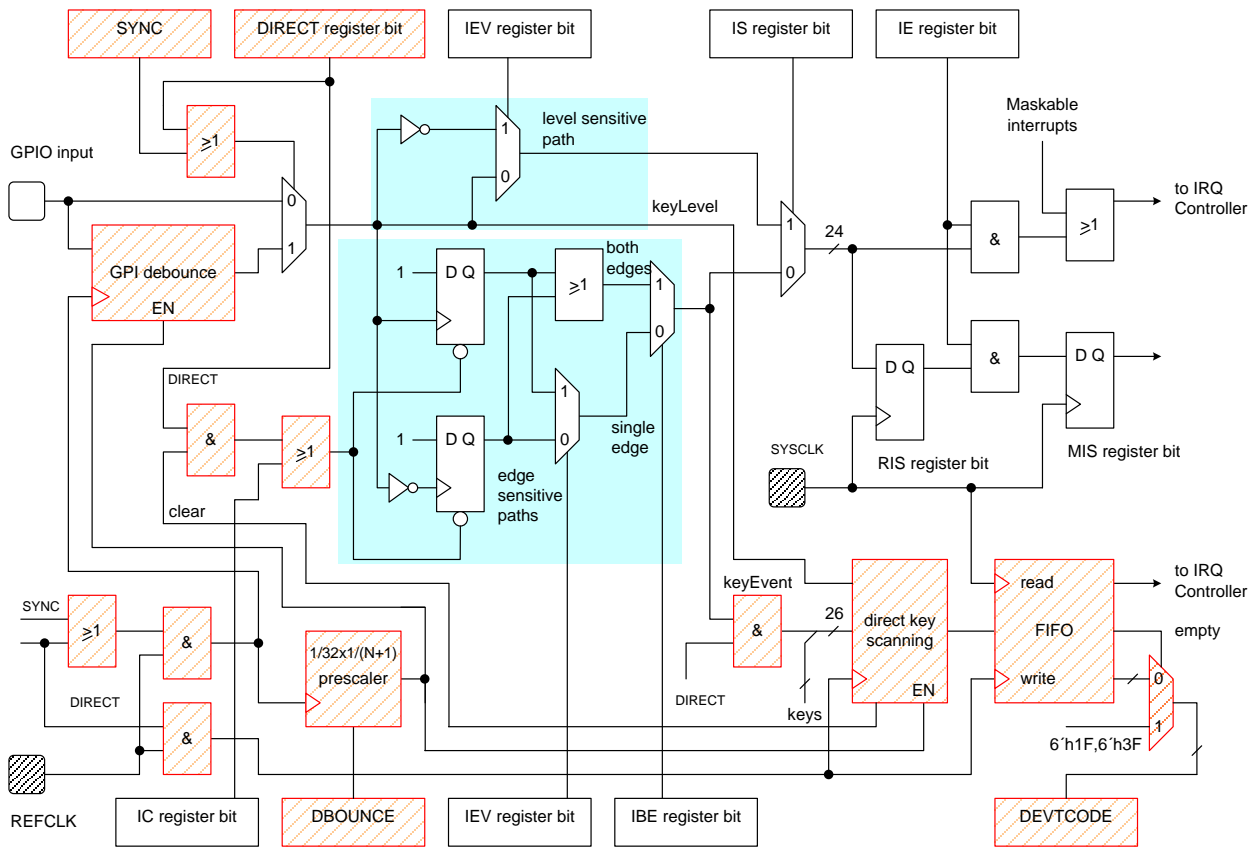 SYNC
DIRECT register bit
IEV register bit
IS register bit
IE register bit
Maskable
interrupts
level sensitive
path
1
0
≥1
GPIO input
0
1
to IRQ
Controller
keyLevel
1
0
24
&
≥1
GPI debounce
EN
both
edges
1
D Q
≥1
1
0
&
D Q
D Q
DIRECT
1
0
single
edge
&
≥1
1
D Q
SYSCLK
RIS register bit
MIS register bit
edge
sensitive
paths
clear
keyEvent
&
26
direct key
scanning
EN
read
FIFO
write
to IRQ
Controller
empty
SYNC
≥1
&
1/32x1/(N+1)
prescaler
DIRECT
&
DIRECT
keys
0
1
6´h1F,6´h3F
REFCLK
IC register bit
DBOUNCE
IEV register bit
IBE register bit
DEVTCODE